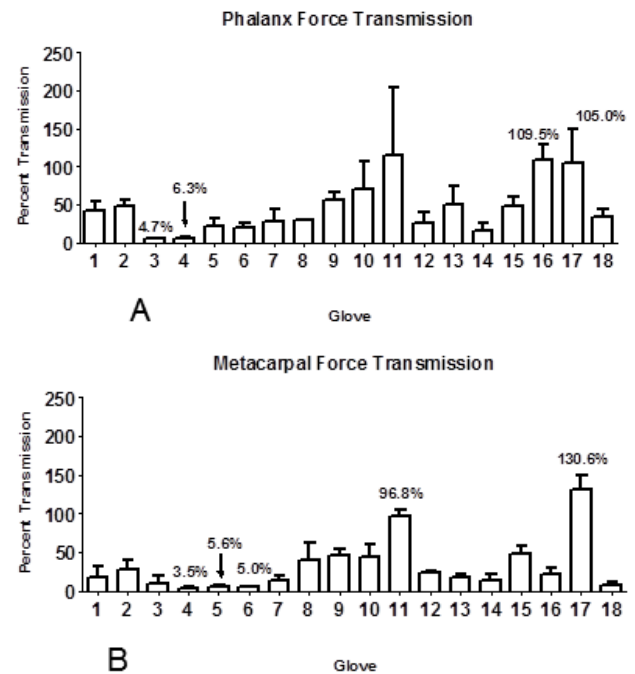 Phalanx Force Transmission
Percent Transmission
250
200
150
100
50
0
4.7%
6.3%
109.5%
105.0%
1 2 3 4 5 6 7 8 9 10 11 12 13 14 15 16 17 18
A
Glove
Metacarpal Force Transmission
Percent Transmission
250
200
150
100
50
0
3.5%
5.6%
5.0%
96.8%
130.6%
1 2 3 4 5 6 7 8 9 10 11 12 13 14 15 16 17 18
B
Glove